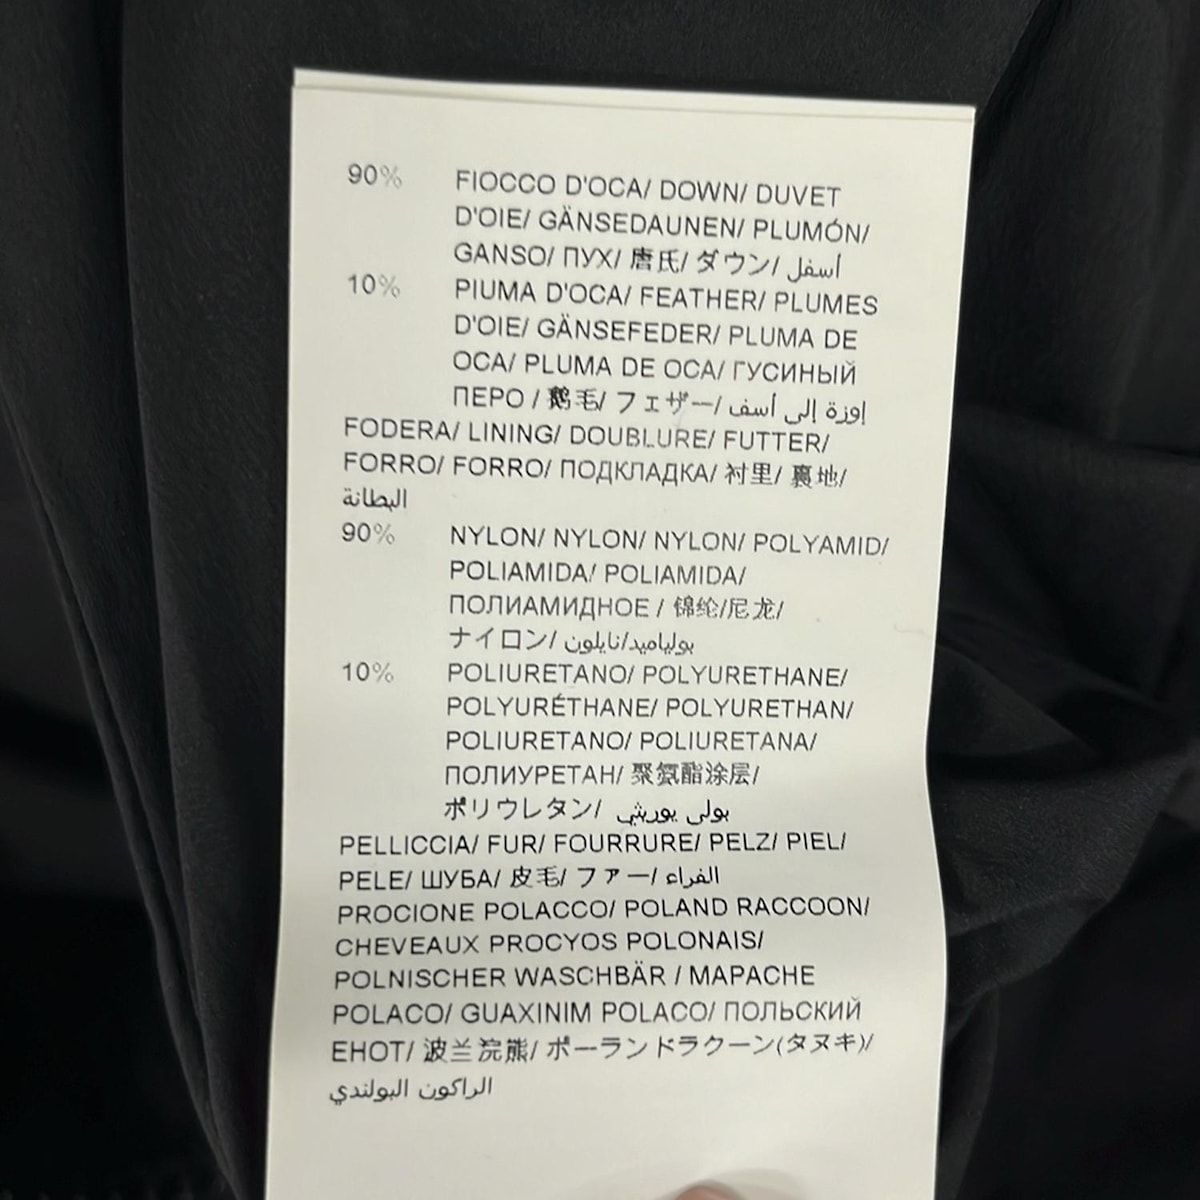 90% FIOCCO D'OCA/ DOWN/ DUVET
D'OIE/ GÄNSEDAUNEN/ PLUMÓN/
GANSO/ ПУХ/ 唐氏/ ダウン/ أسفل
10% PIUMA D'OCA/ FEATHER/ PLUMES
D'OIE/ GÄNSEFEDER/ PLUMA DE
OCA/ PLUMA DE OCA/ ГУСИНЫЙ
ПЕРО / 鹅毛/ フェザー/ إوزة إلى أسف
FODERA/ LINING/ DOUBLURE/ FUTTER/
FORRO/ FORRO/ ПОДКЛАДКА/ 衬里/ 裏地/
البطانة
90% NYLON/ NYLON/ NYLON/ POLYAMID/
POLIAMIDA/ POLIAMIDA/
ПОЛИАМИДНОЕ / 锦纶/尼龙/
ナイロン/ بولياميد/نايلون
10% POLIURETANO/ POLYURETHANE/
POLYURÉTHANE/ POLYURETHAN/
POLIURETANO/ POLIURETANA/
ПОЛИУРЕТАН/ 聚氨酯涂层/
ポリウレタン/ بولى يوريثي
PELLICCIA/ FUR/ FOURRURE/ PELZ/ PIEL/
PELE/ ШУБА/ 皮毛/ ファー/ الفراء
PROCIONE POLACCO/ POLAND RACCOON/
CHEVEAUX PROCYOS POLONAIS/
POLNISCHER WASCHBÄR / MAPACHE
POLACO/ GUAXINIM POLACO/ ПОЛЬСКИЙ
ЕНОТ/ 波兰浣熊/ ポーランドラクーン(タヌキ)/
الراكون البولندي